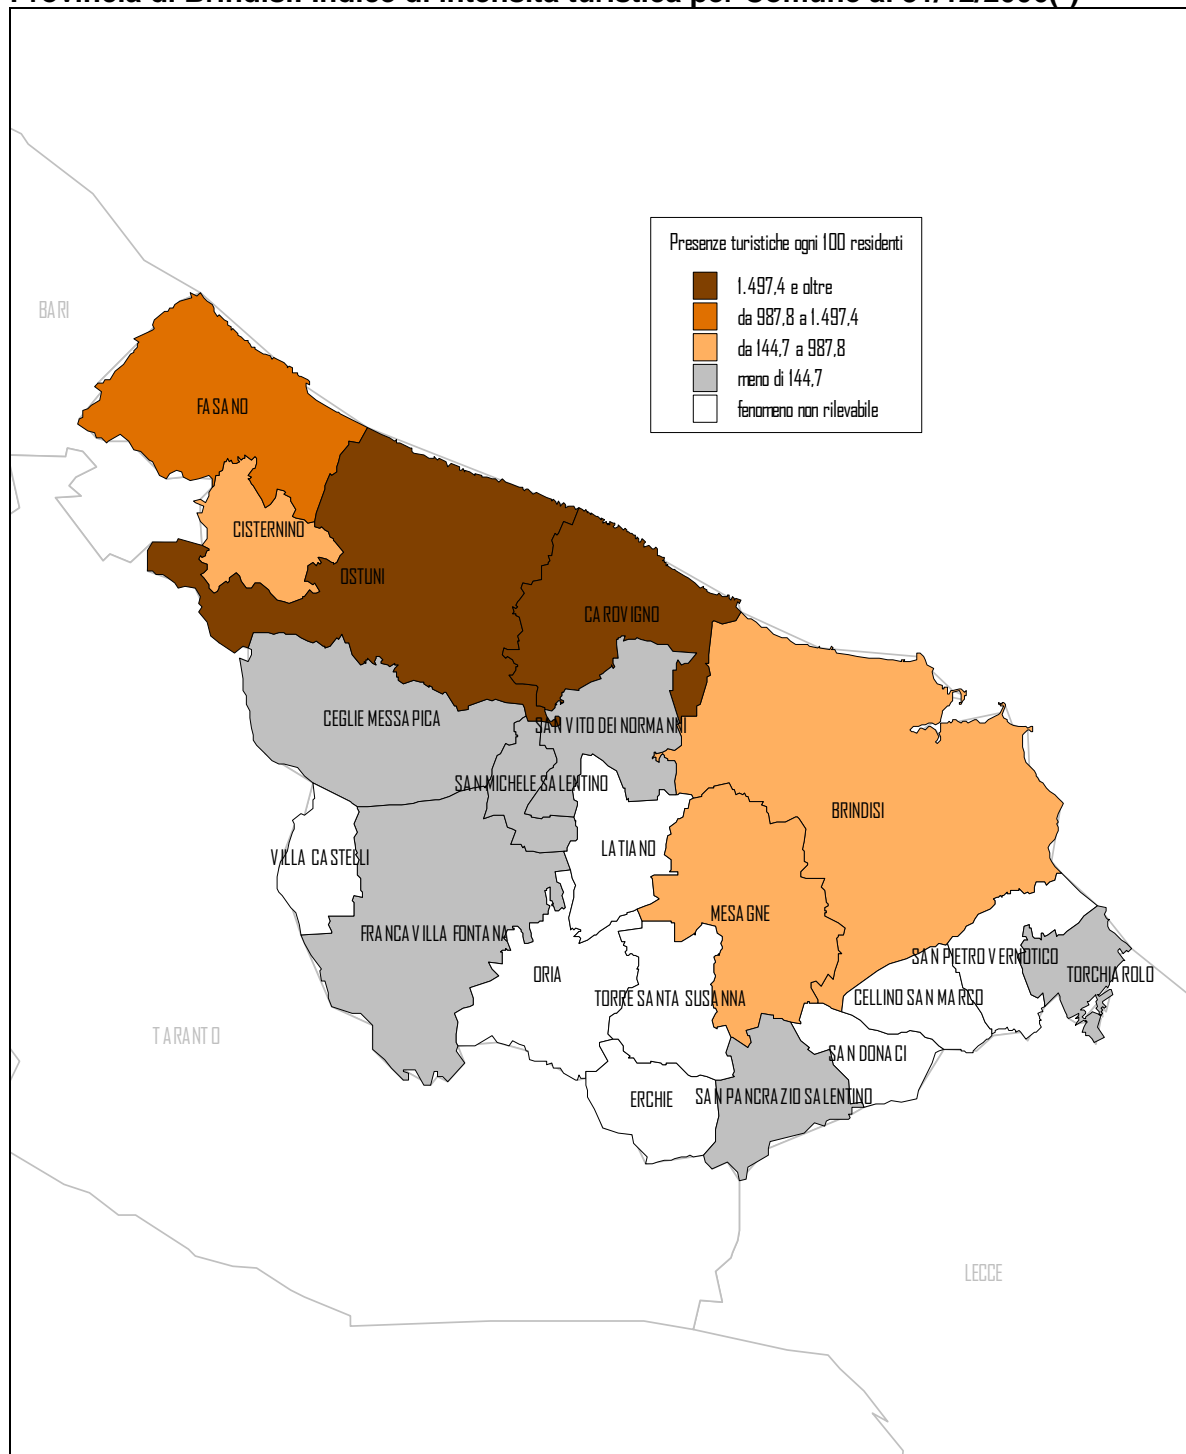 Presenze turistiche ogni 100 residenti
1.497,4 e oltre
da 987,8 a 1.497,4
da 144,7 a 987,8
meno di 144,7
fenomeno non rilevabile
BARI
FASANO
CISTERNINO
OSTUNI
CAROVIGNO
CEGLIE MESSAPICA
SAN VITO DEI NORMANNI
SAN MICHELE SALENTINO
BRINDISI
LATIANO
VILLA CASTELLI
MESAGNE
FRANCAVILLA FONTANA
SAN PIETRO VERNOTICO
ORIA
TORCHIAROLO
TORRE SANTA SUSANNA
CELLINO SAN MARCO
TARANTO
SAN DONACI
ERCHIE
SAN PANCRAZIO SALENTINO
LECCE